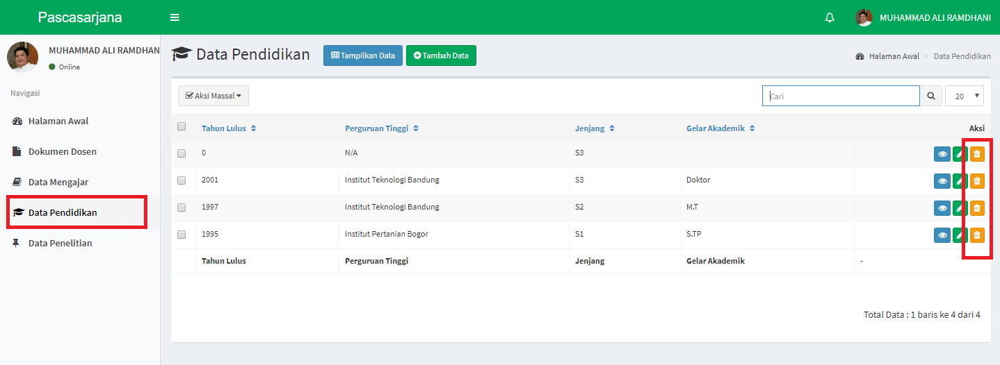 Pascasarjana
MUHAMMAD ALI RAMDHANI
MUHAMMAD ALI RAMDHAN
Online
Navigasi
Halaman Awal
Dokumen Dosen
Data Mengajar
Data Pendidikan
Data Penelitian
Data Pendidikan
Tampilkan Data
Tambah Data
Halaman Awal > Data Pendidikan
Aksi Massal
Cari
20
Tahun Lulus Perguruan Tinggi Jenjang Gelar Akademik Aksi
0 N/A S3
2001 Institut Teknologi Bandung S3 Doktor
1997 Institut Teknologi Bandung S2 M.T
1995 Institut Pertanian Bogor S1 S.TP
Tahun Lulus Perguruan Tinggi Jenjang Gelar Akademik -
Total Data : 1 baris ke 4 dari 4